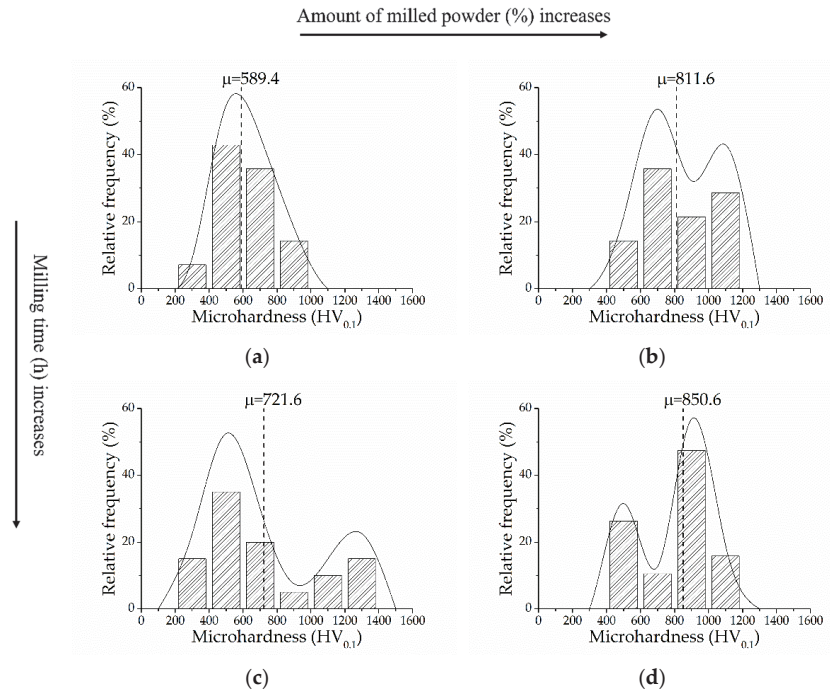 Amount of milled powder (%) increases
Milling time (h) increases
μ=589.4
60
40
20
0
Relative frequency (%)
0 200 400 600 800 1000 1200 1400 1600
Microhardness (HV0.1)
(a)
μ=811.6
60
40
20
0
Relative frequency (%)
0 200 400 600 800 1000 1200 1400 1600
Microhardness (HV0.1)
(b)
μ=721.6
60
40
20
0
Relative frequency (%)
0 200 400 600 800 1000 1200 1400 1600
Microhardness (HV0.1)
(c)
μ=850.6
60
40
20
0
Relative frequency (%)
0 200 400 600 800 1000 1200 1400 1600
Microhardness (HV0.1)
(d)